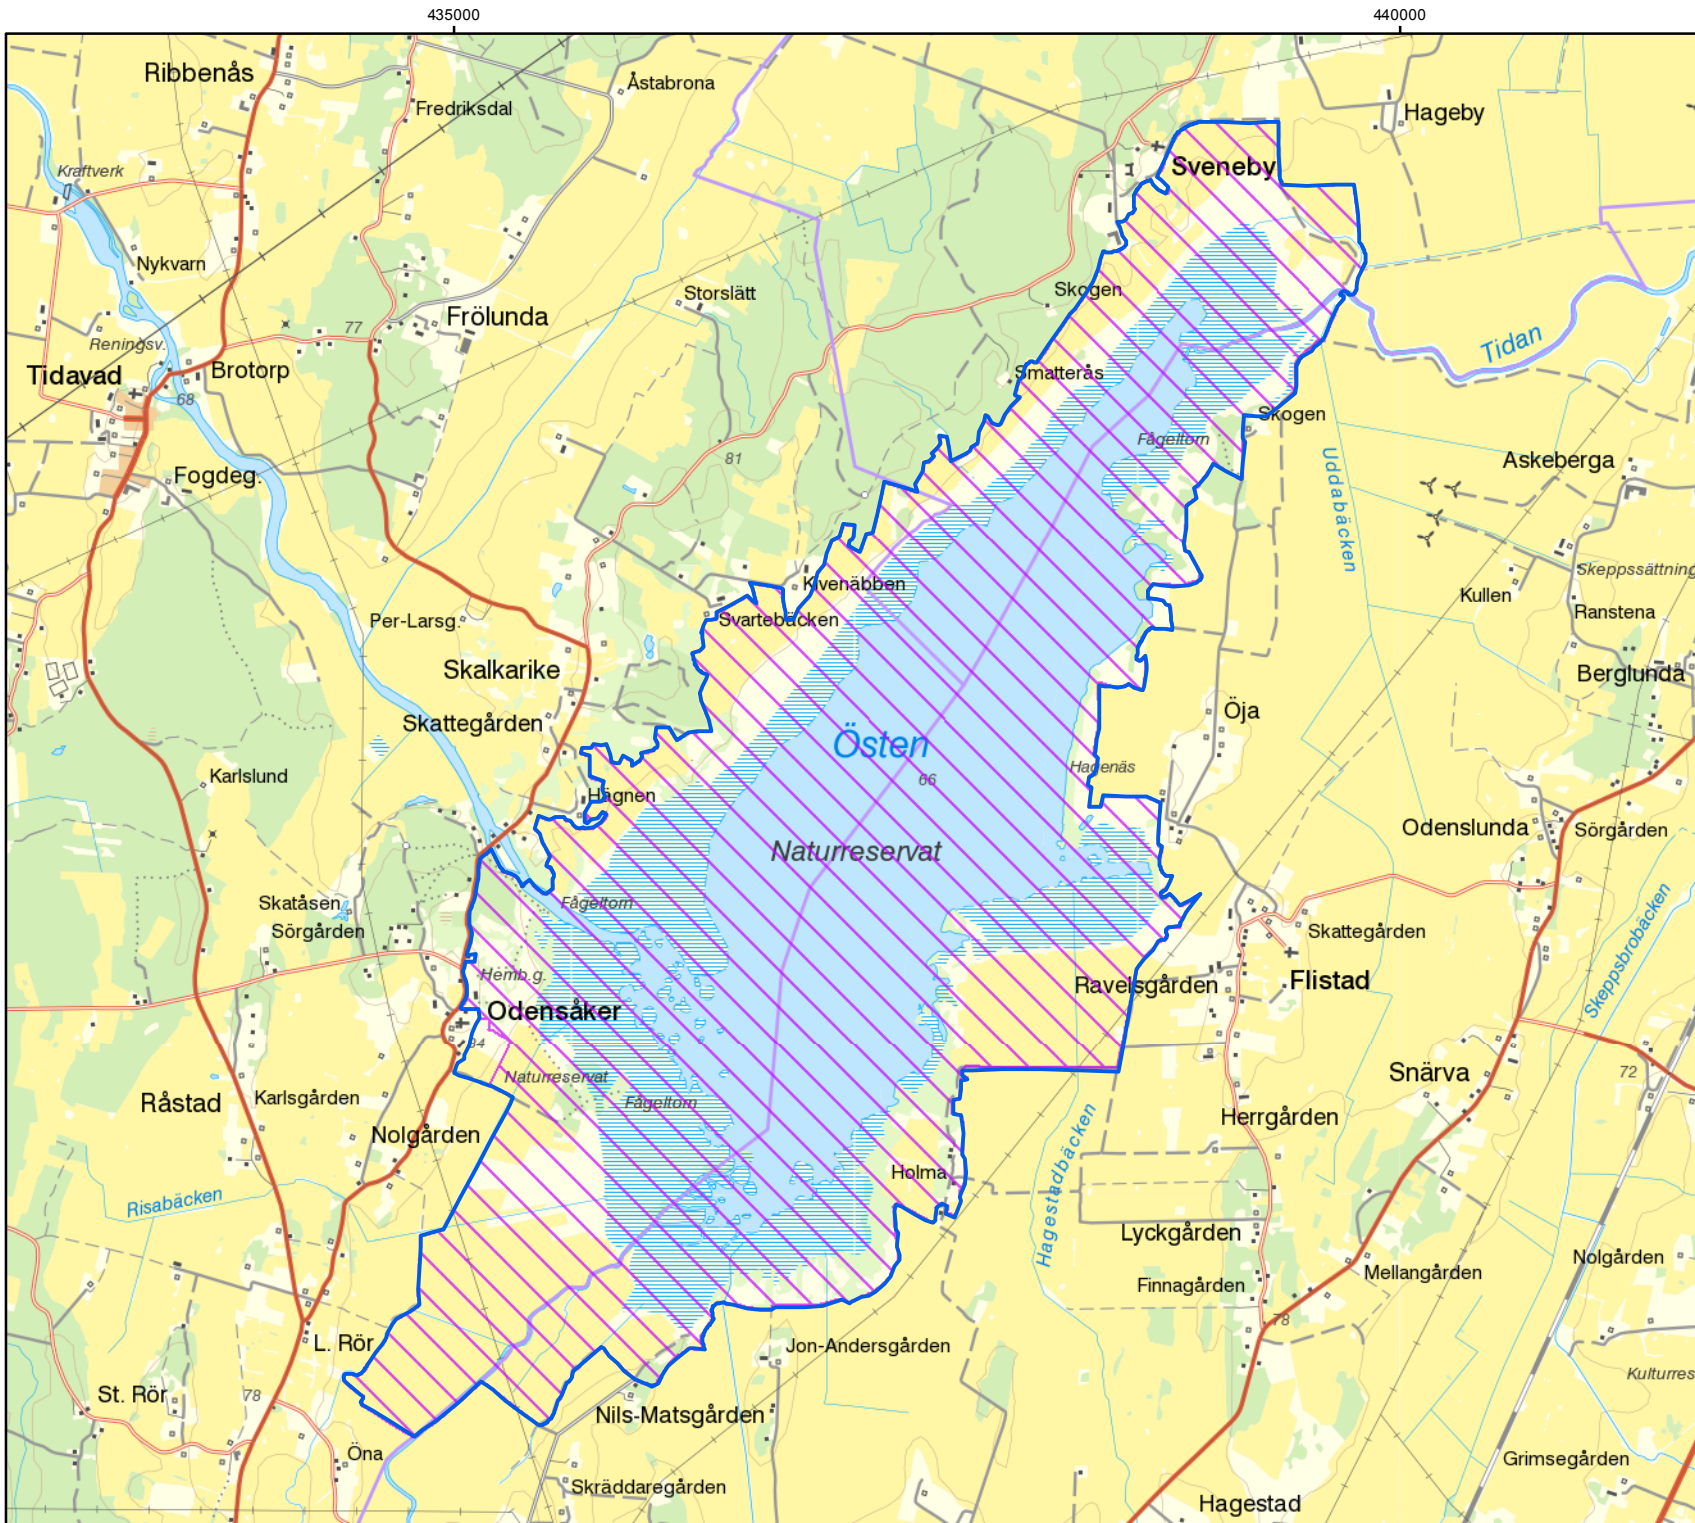 435000
440000
Ribbenås
Åstabrona
Fredriksdal
Hageby
Kraftverk
Sveneby
Nykvarn
Skogen
Storslätt
Frölunda
77
Reningsv.
Tidan
Tidavad
Brotorp
Smatterås
68
Skogen
Fågeltorn
81
Askeberga
Fogdeg.
Uddabäcken
Skeppssättning
Kivenäbben
Kullen
Ranstena
Per-Larsg.
Svartebäcken
Skalkarike
Berglunda
Skattegården
Öja
Östen
Hagenäs
Karlslund
66
Hägnen
Odenslunda
Sörgården
Naturreservat
Skatåsen
Fågeltorn
Sörgården
Skattegården
Skeppsbrobäcken
Hemb.g.
Ravelsgården
Flistad
Odensåker
84
Naturreservat
Snärva
72
Karlsgården
Råstad
Fågeltorn
Herrgården
Nolgården
Hagestadbäcken
Holma
Risabäcken
Lyckgården
Nolgården
Mellangården
Finnagården
78
L. Rör
Jon-Andersgården
Kulturres
St. Rör
78
Nils-Matsgården
Öna
Grimsegården
Skräddaregården
Hagestad